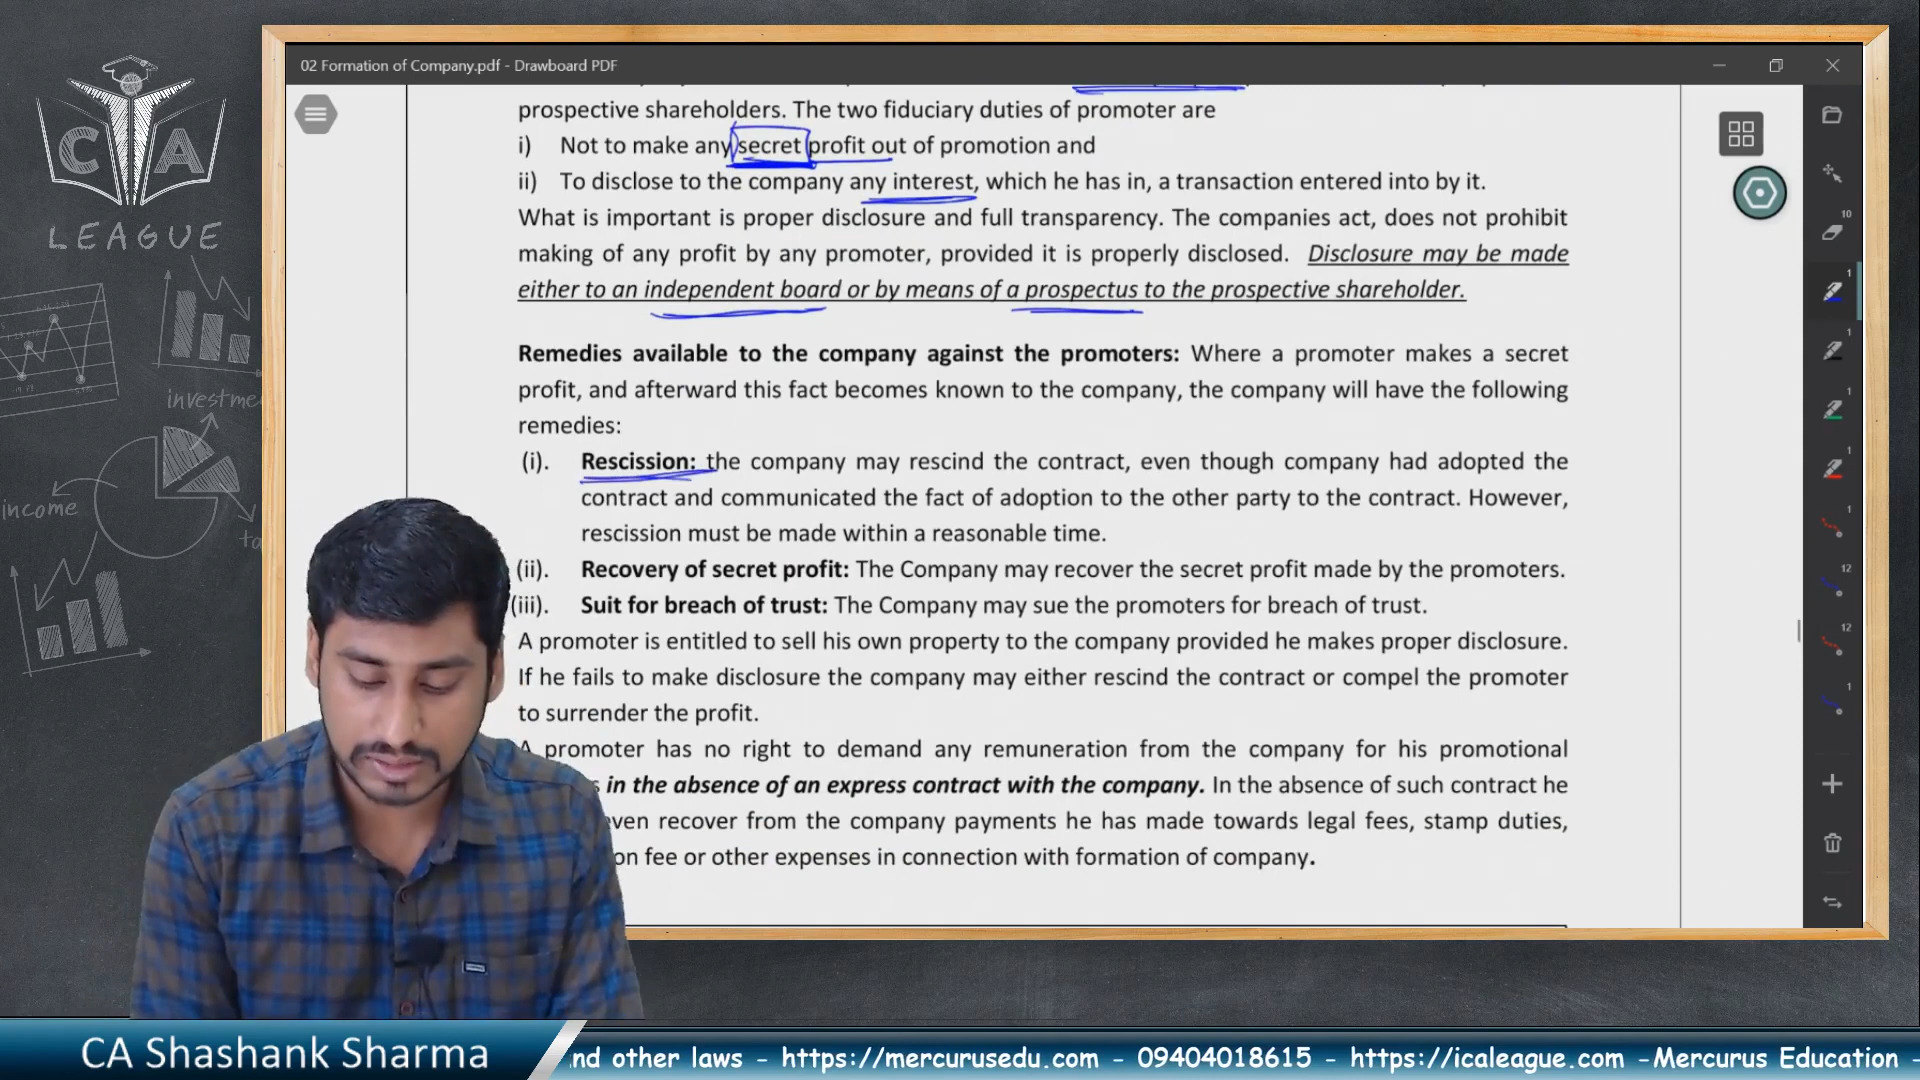 CA
LEAGUE
investme
income
ta
02 Formation of Company.pdf - Drawboard PDF
prospective shareholders. The two fiduciary duties of promoter are
i) Not to make any secret profit out of promotion and
ii) To disclose to the company any interest, which he has in, a transaction entered into by it.
What is important is proper disclosure and full transparency. The companies act, does not prohibit
making of any profit by any promoter, provided it is properly disclosed. Disclosure may be made
either to an independent board or by means of a prospectus to the prospective shareholder.
Remedies available to the company against the promoters: Where a promoter makes a secret
profit, and afterward this fact becomes known to the company, the company will have the following
remedies:
(i). Rescission: the company may rescind the contract, even though company had adopted the
contract and communicated the fact of adoption to the other party to the contract. However,
rescission must be made within a reasonable time.
(ii). Recovery of secret profit: The Company may recover the secret profit made by the promoters.
(iii). Suit for breach of trust: The Company may sue the promoters for breach of trust.
A promoter is entitled to sell his own property to the company provided he makes proper disclosure.
If he fails to make disclosure the company may either rescind the contract or compel the promoter
to surrender the profit.
A promoter has no right to demand any remuneration from the company for his promotional
in the absence of an express contract with the company. In the absence of such contract he
even recover from the company payments he has made towards legal fees, stamp duties,
on fee or other expenses in connection with formation of company.
10
1
1
1
1
1
12
12
1
CA Shashank Sharma
nd other laws - https://mercurusedu.com - 09404018615 - https://icaleague.com -Mercurus Education -